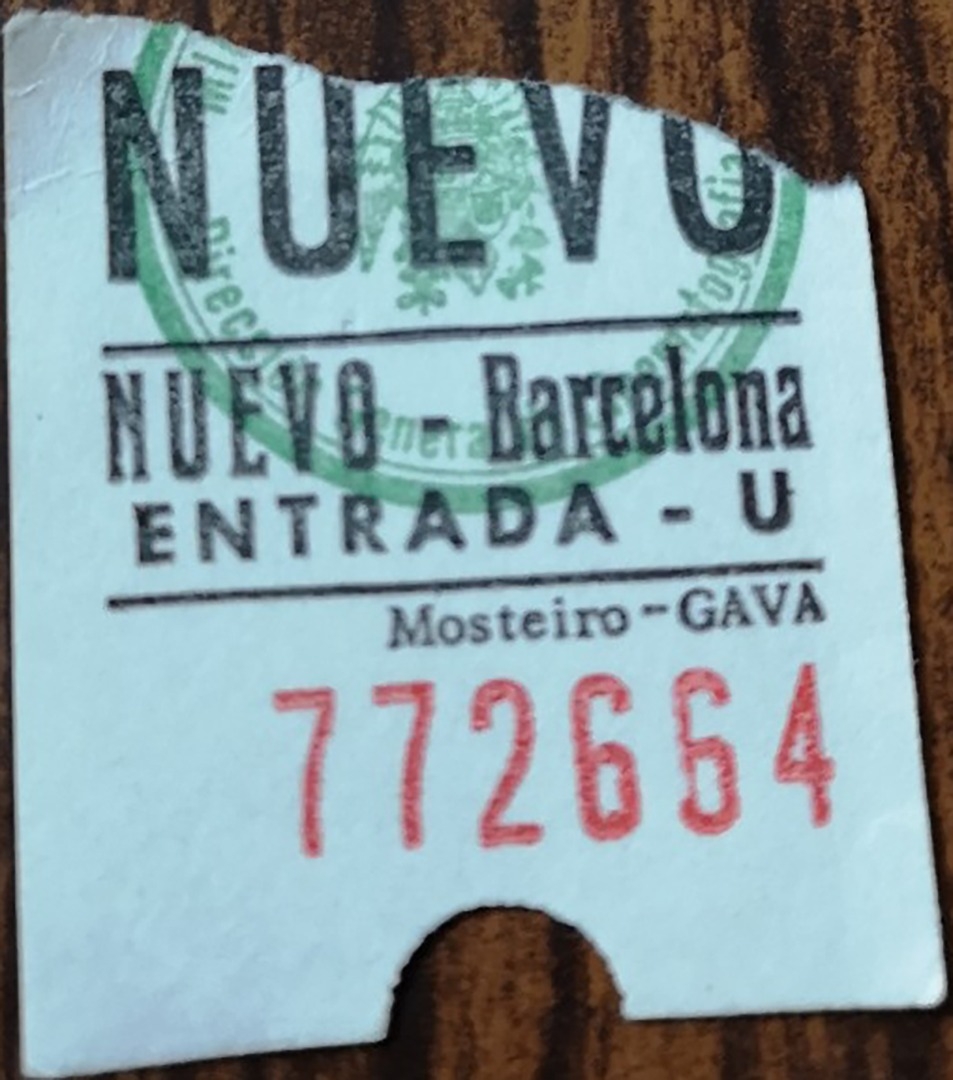 NUEVO
NUEVO - Barcelona
ENTRADA - U
Mosteiro-GAVA
772664